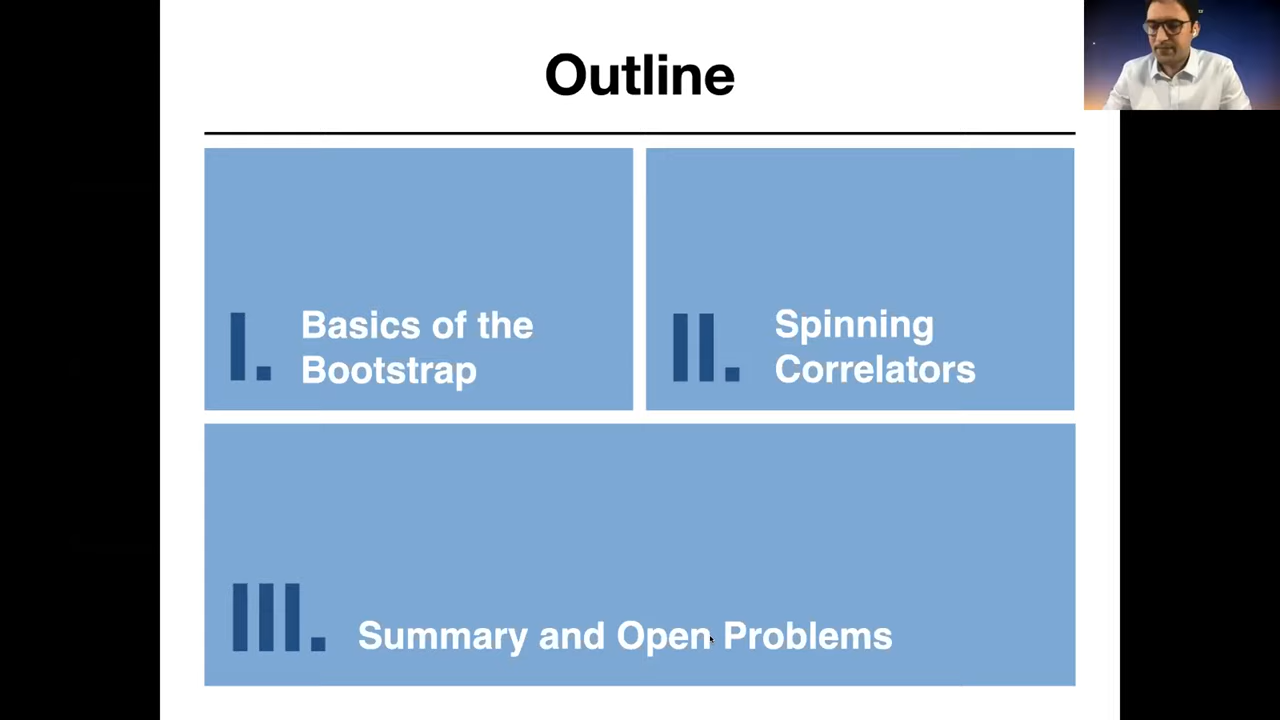 Outline
I.
Basics of the
Bootstrap
II.
Spinning
Correlators
III.
Summary and Open Problems